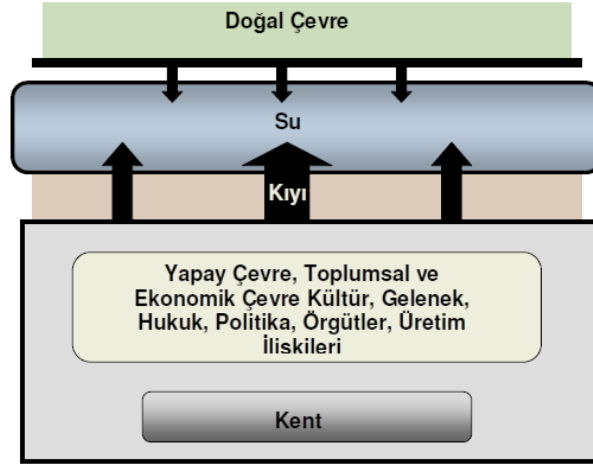 Doğal Çevre
Su
Kıyı
Yapay Çevre, Toplumsal ve
Ekonomik Çevre Kültür, Gelenek,
Hukuk, Politika, Örgütler, Üretim
İliskileri
Kent